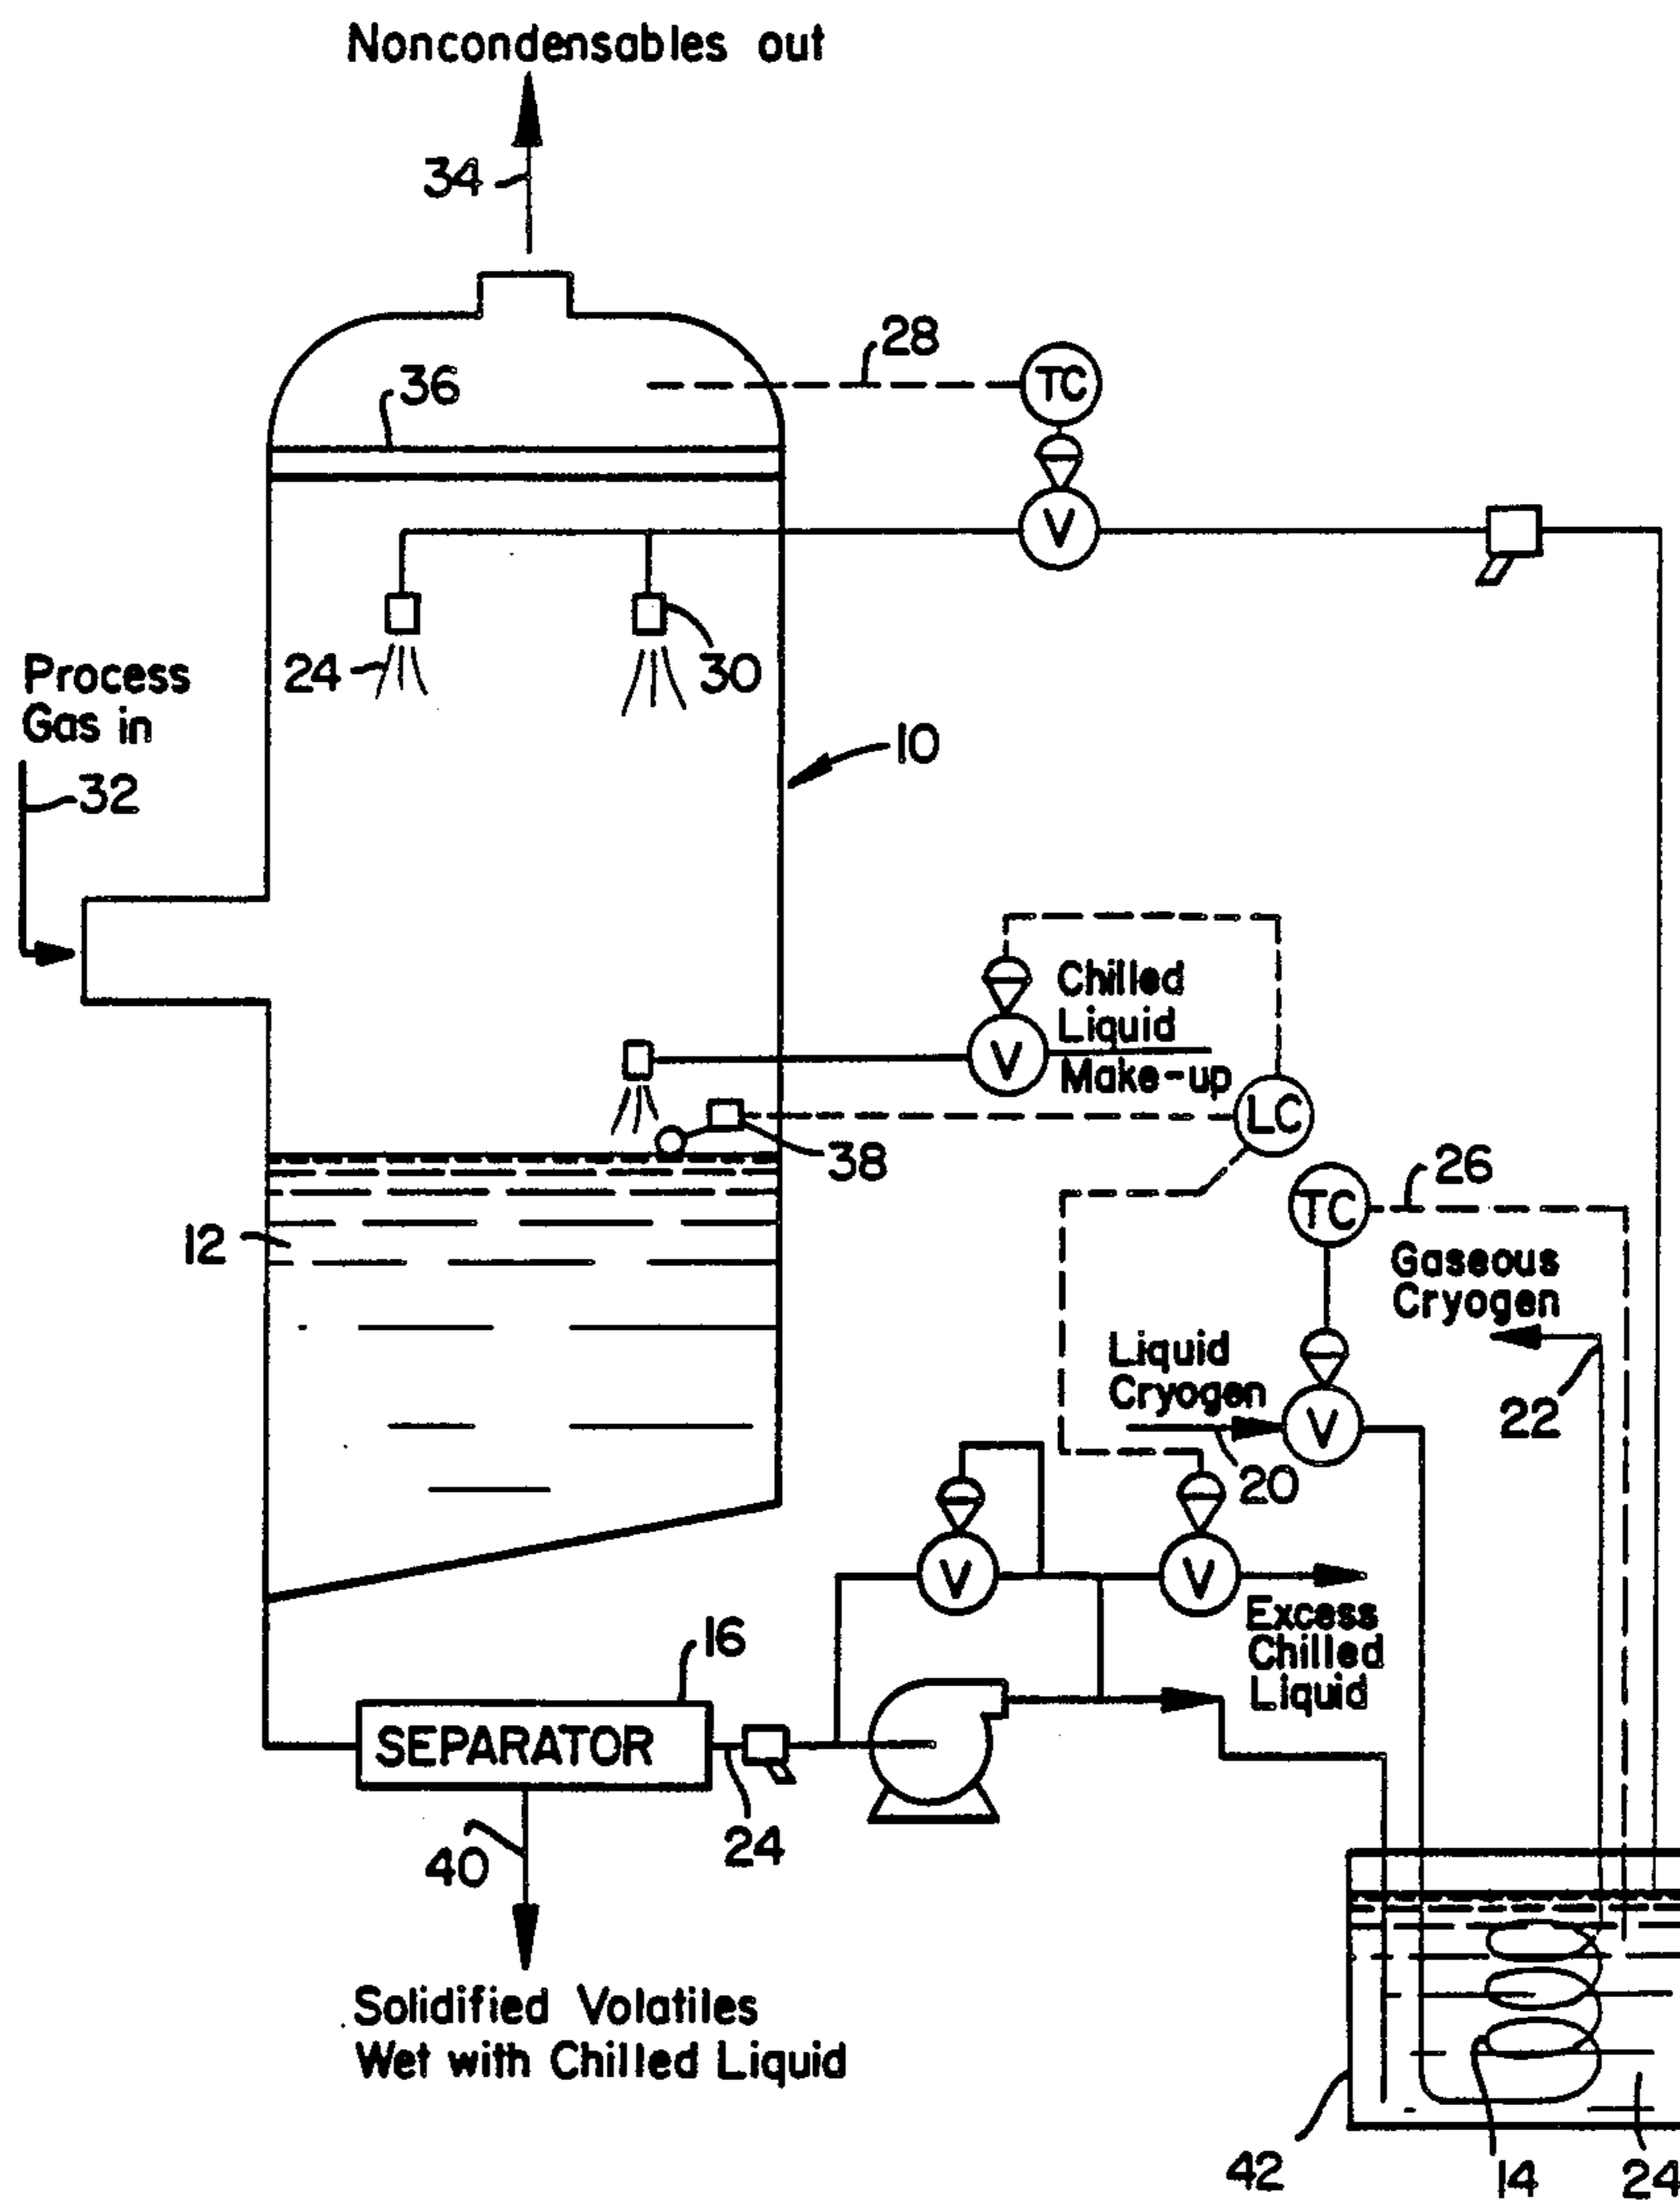 Noncondensables out
34
28
TC
36
V
24
30
Process
Gas in
32
10
Chilled
Liquid
Make-up
V
LC
38
26
TC
12
Gaseous
Cryogen
Liquid
Cryogen
22
V
20
V
V
Excess
Chilled
Liquid
16
SEPARATOR
24
40
Solidified Volatiles
Wet with Chilled Liquid
42
14
24